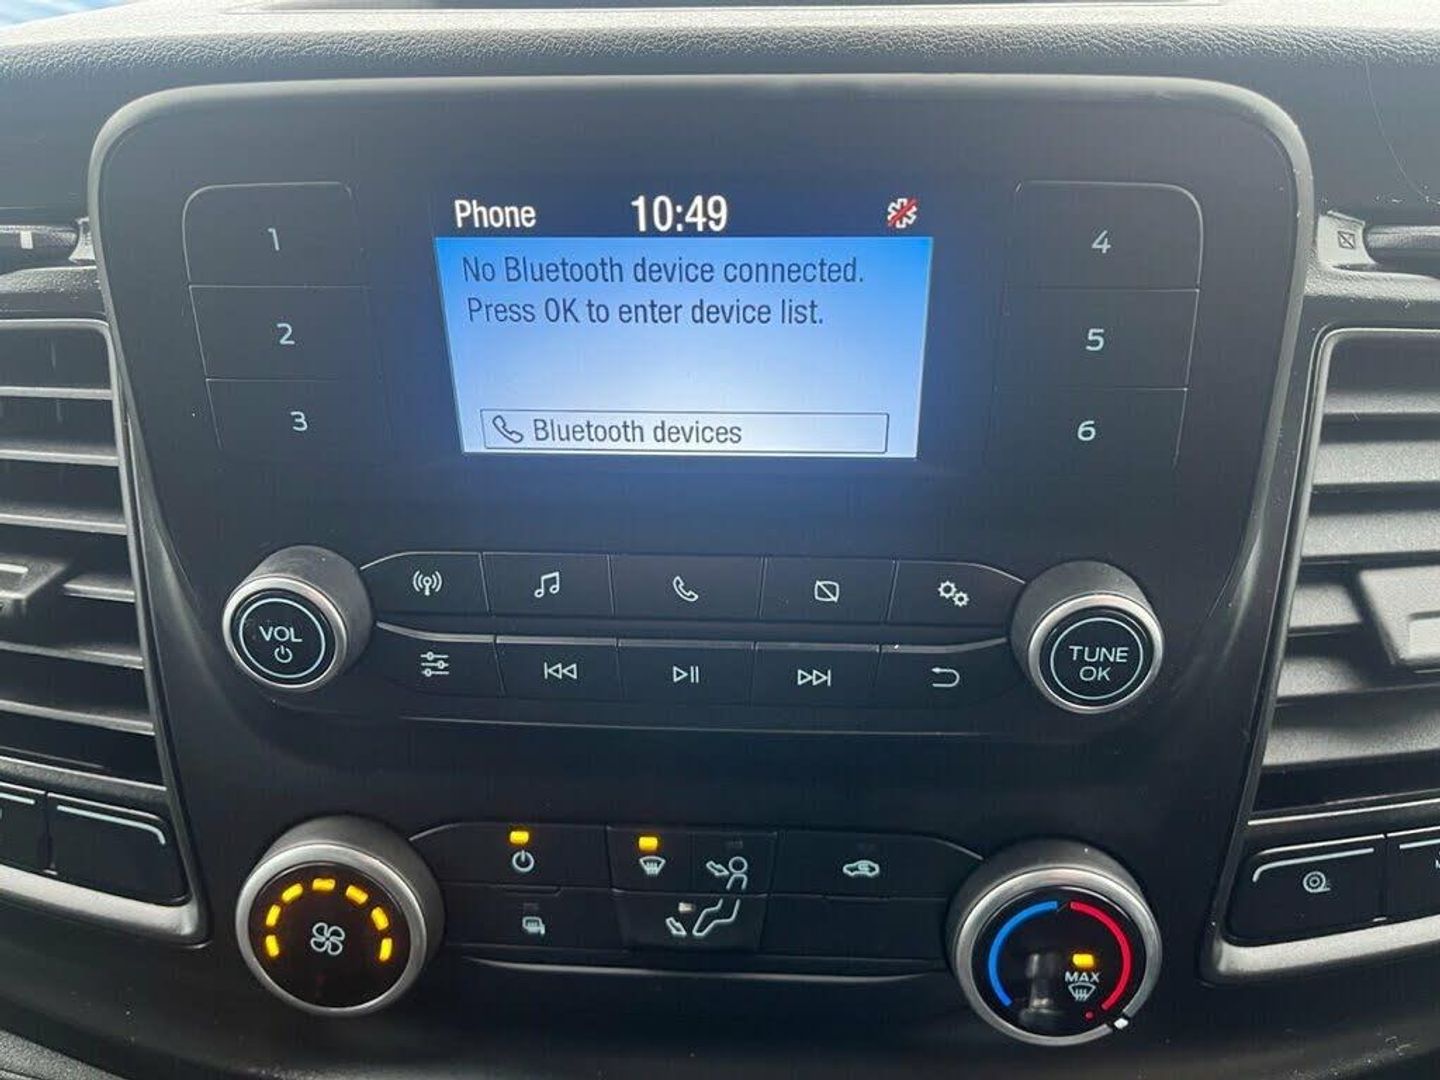 Phone 10:49
No Bluetooth device connected.
Press OK to enter device list.
Bluetooth devices
1
2
3
4
5
6
VOL
TUNE
OK
MAX